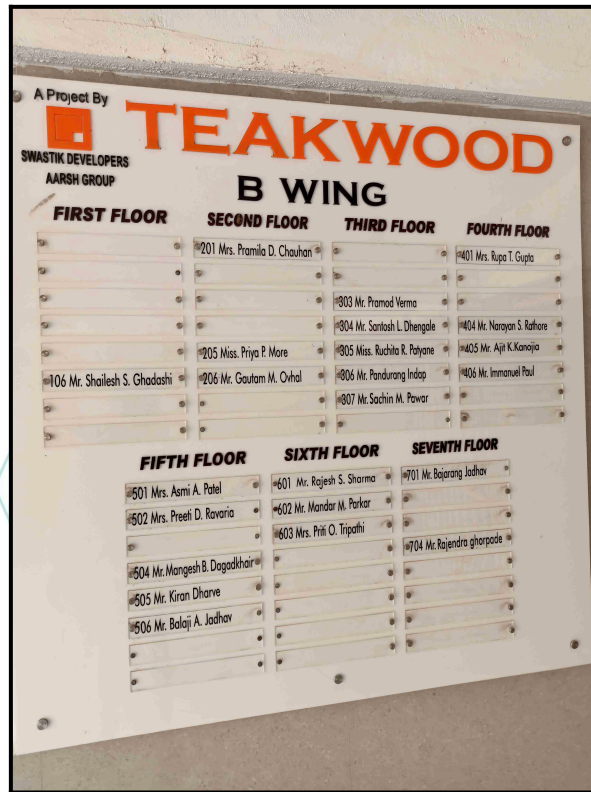 A Project By
SWASTIK DEVELOPERS
AARSH GROUP
TEAKWOOD
B WING
FIRST FLOOR
106 Mr. Shailesh S. Ghadashi
SECOND FLOOR
201 Mrs. Pramila D. Chauhan
205 Miss. Priya P. More
206 Mr. Gautam M. Ovhal
THIRD FLOOR
303 Mr. Pramod Verma
304 Mr. Santosh L. Dhengale
305 Miss. Ruchita R. Patyane
306 Mr. Pandurang Indap
307 Mr. Sachin M. Pawar
FOURTH FLOOR
401 Mrs. Rupa T. Gupta
404 Mr. Narayan S. Rathore
405 Mr. Ajit K.Kanojia
406 Mr. Immanuel Paul
FIFTH FLOOR
501 Mrs. Asmi A. Patel
502 Mrs. Preeti D. Ravaria
504 Mr. Mangesh B. Dagadkhair
505 Mr. Kiran Dharve
506 Mr. Balaji A. Jadhav
SIXTH FLOOR
601 Mr. Rajesh S. Sharma
602 Mr. Mandar M. Parkar
603 Mrs. Priti O. Tripathi
SEVENTH FLOOR
701 Mr. Bajarang Jadhav
704 Mr. Rajendra ghorpade